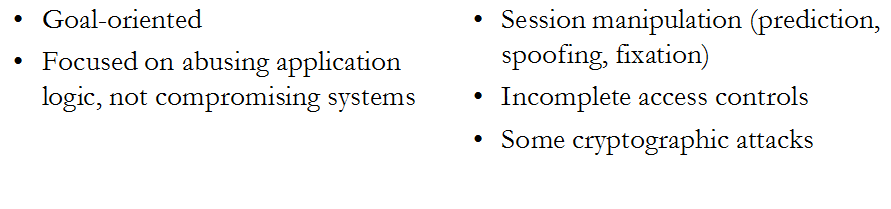 • Goal-oriented
• Focused on abusing application
logic, not compromising systems
• Session manipulation (prediction,
spoofing, fixation)
• Incomplete access controls
• Some cryptographic attacks